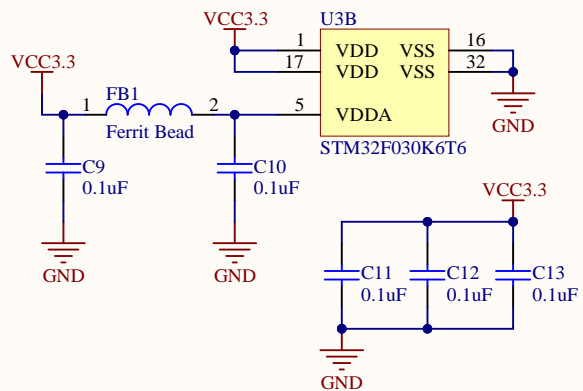 U3B
VCC3.3
1 VDD VSS 16
17 VDD VSS 32
VCC3.3
FB1
1 2 5 VDDA
Ferrit Bead
GND
STM32F030K6T6
C9
0.1uF
C10
0.1uF
VCC3.3
GND
GND
C11
0.1uF
C12
0.1uF
C13
0.1uF
GND